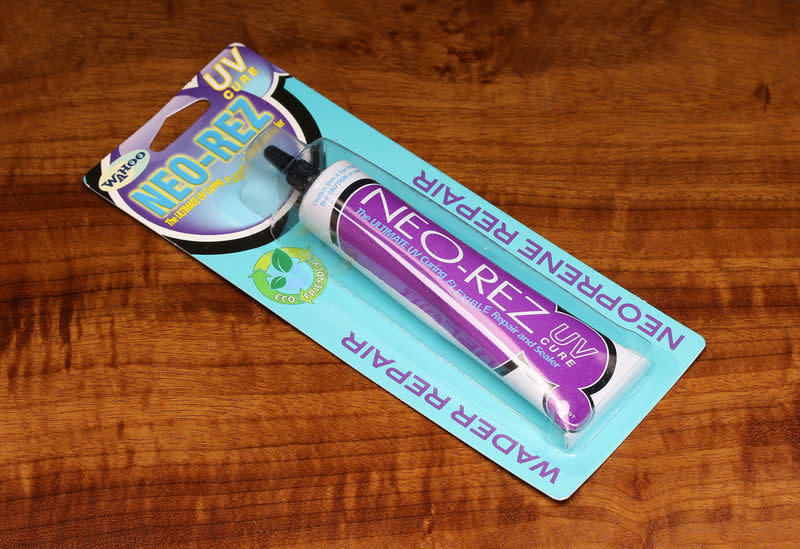 UV
CURE
WAHOO
NEO-REZ
The ULTIMATE UV Curing
NEO-REZ
The ULTIMATE UV Curing FLEXIBLE Repair and Sealer
UV
CURE
ECO FRIENDLY
NEOPRENE REPAIR
WADER REPAIR